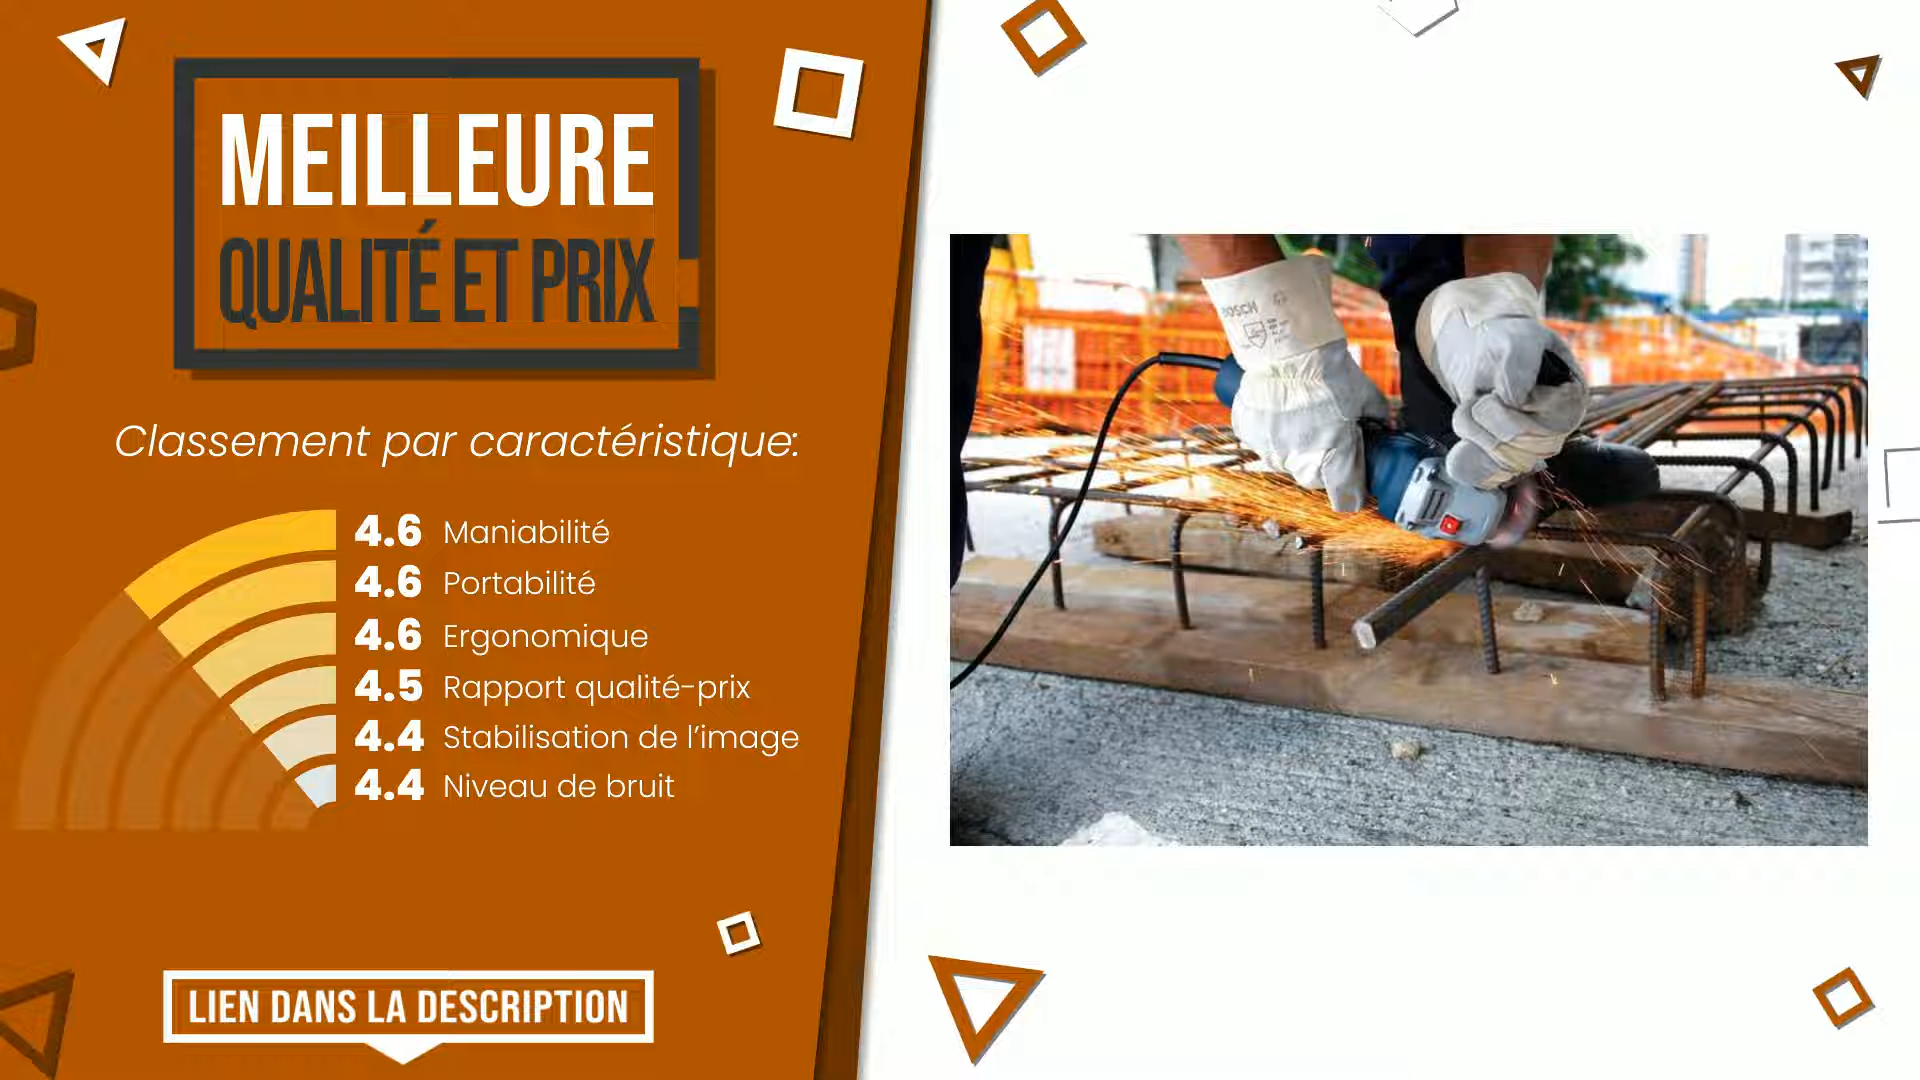 MEILLEURE
QUALITÉ ET PRIX
Classement par caractéristique:
4.6 Maniabilité
4.6 Portabilité
4.6 Ergonomique
4.5 Rapport qualité-prix
4.4 Stabilisation de l'image
4.4 Niveau de bruit
LIEN DANS LA DESCRIPTION
BOSCH